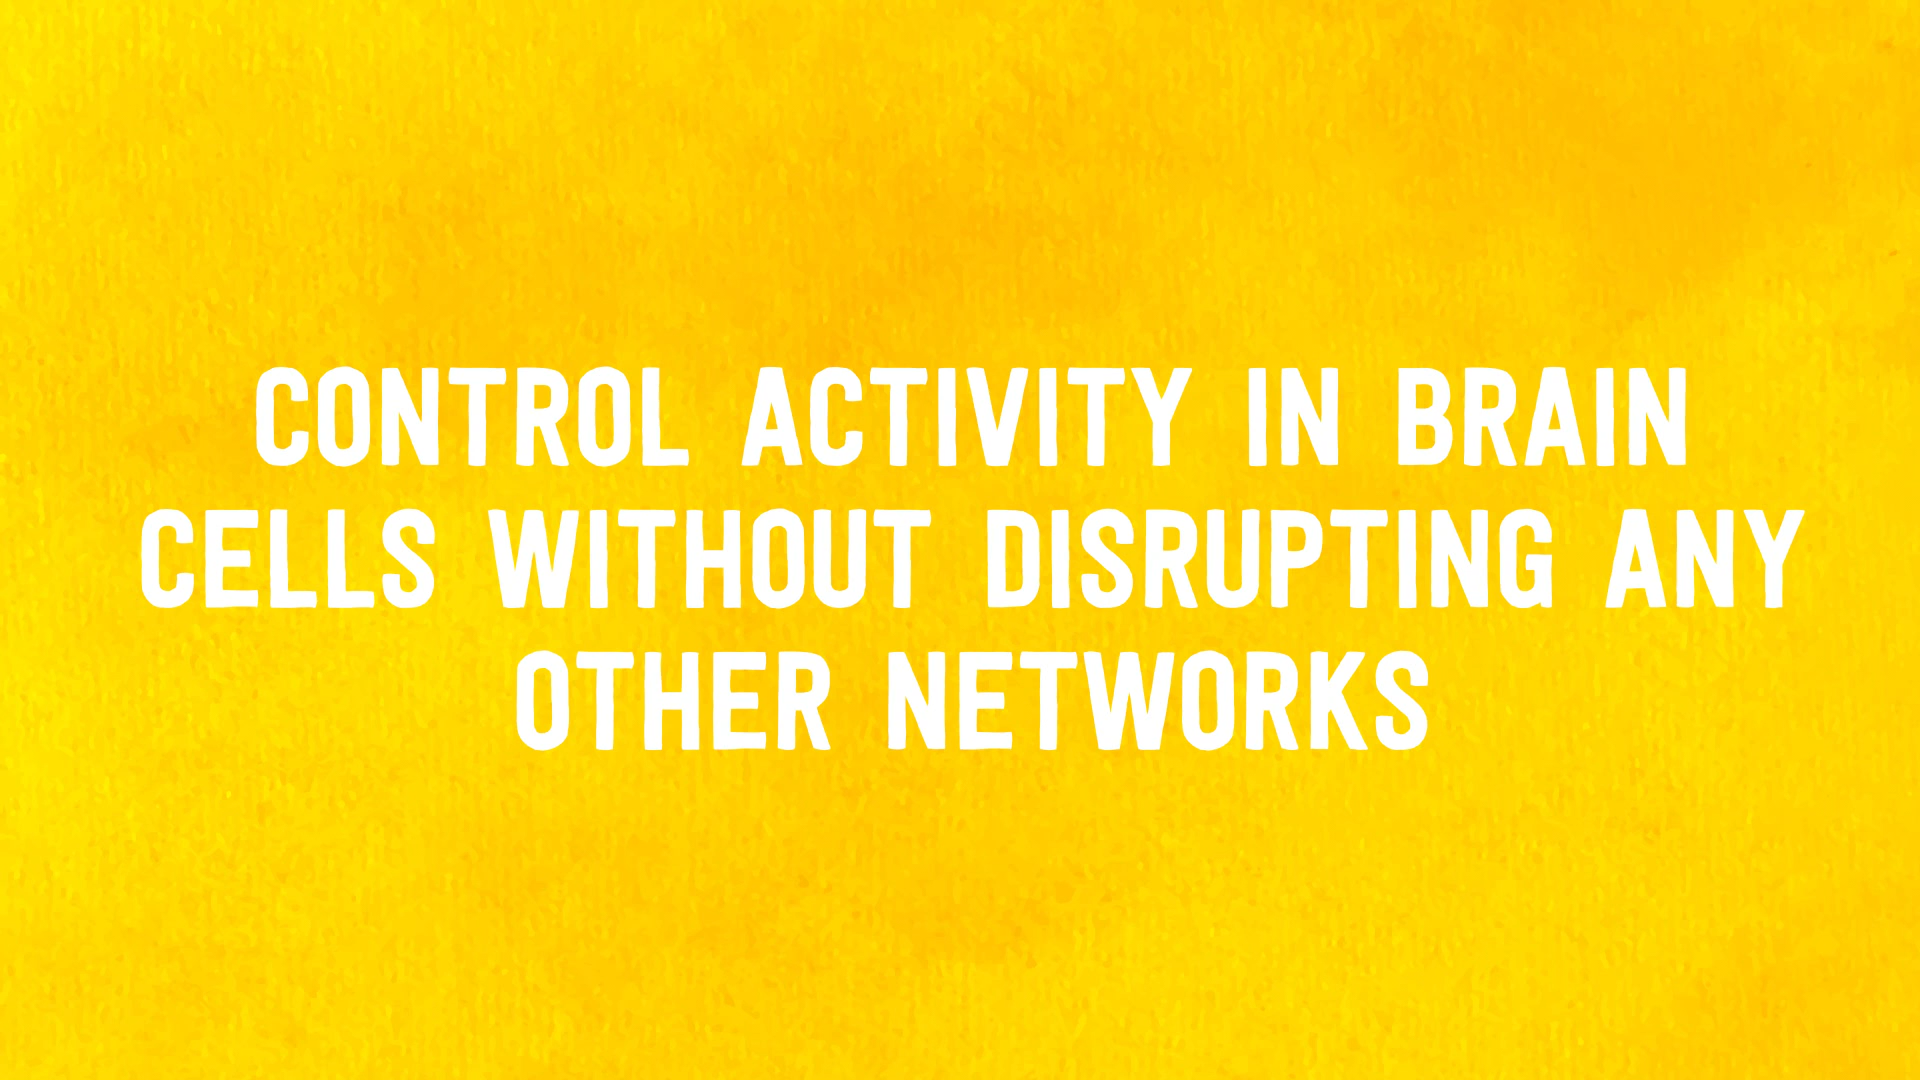 CONTROL ACTIVITY IN BRAIN
CELLS WITHOUT DISRUPTING ANY
OTHER NETWORKS